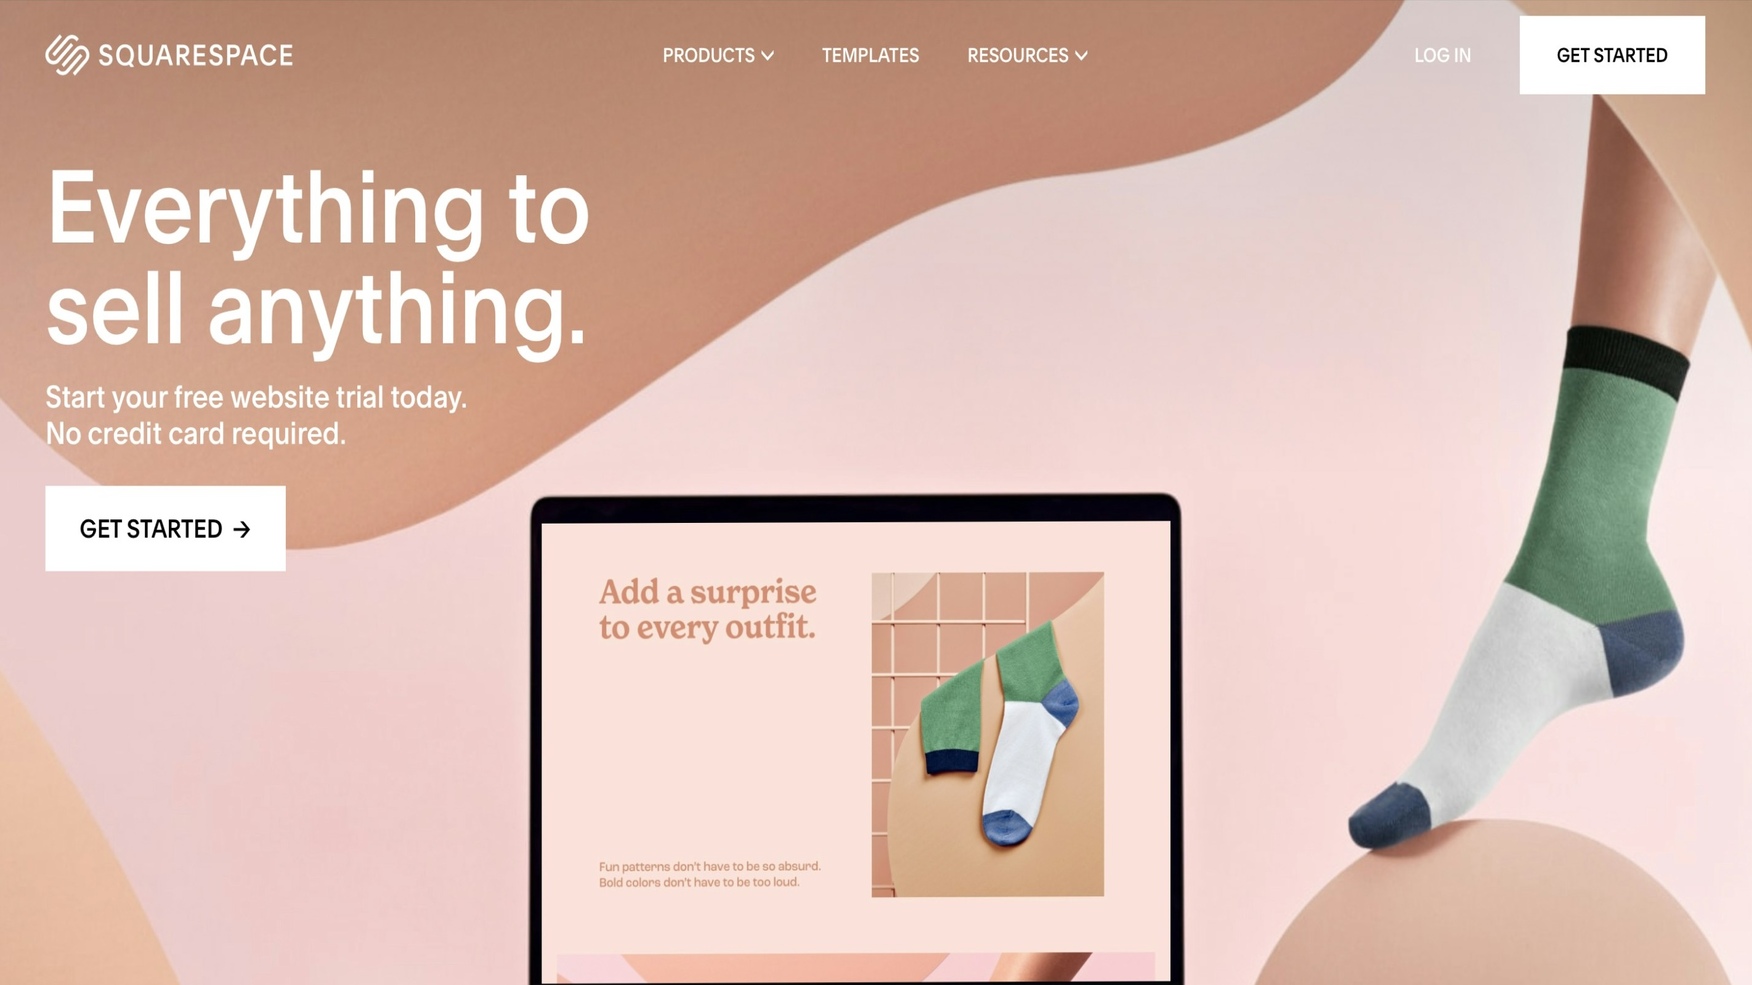 SQUARESPACE
PRODUCTS
TEMPLATES
RESOURCES
LOG IN
GET STARTED
Everything to
sell anything.
Start your free website trial today.
No credit card required.
GET STARTED →
Add a surprise
to every outfit.
Fun patterns don't have to be so absurd.
Bold colors don't have to be too loud.